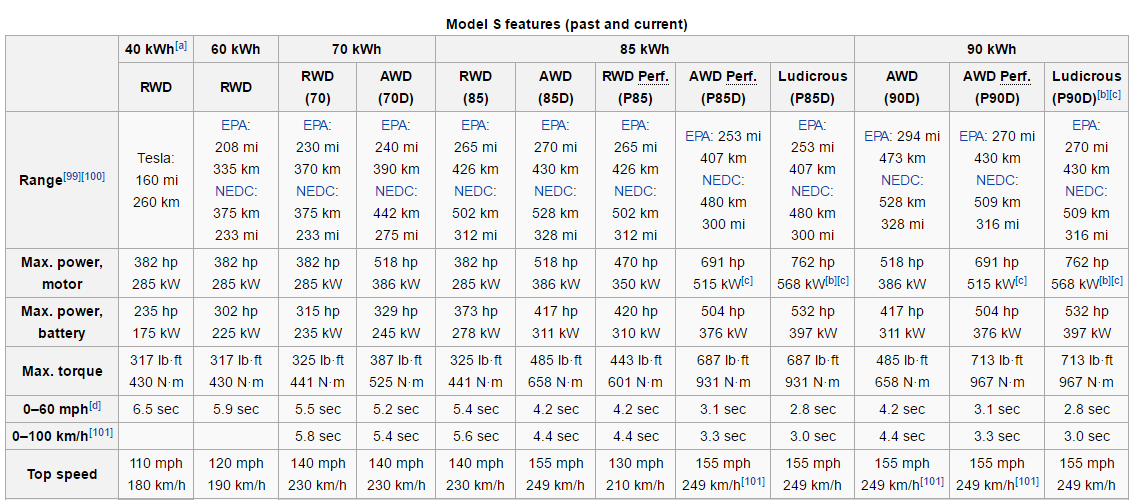 Model S features (past and current)
40 kWh[a] 60 kWh 70 kWh 85 kWh 90 kWh
RWD RWD RWD (70) AWD (70D) RWD (85) AWD (85D) RWD Perf. (P85) AWD Perf. (P85D) Ludicrous (P85D) AWD (90D) AWD Perf. (P90D) Ludicrous (P90D)[b][c]
Range[99][100] Tesla: 160 mi 260 km EPA: 208 mi 335 km NEDC: 375 km 233 mi EPA: 230 mi 370 km NEDC: 375 km 233 mi EPA: 240 mi 390 km NEDC: 442 km 275 mi EPA: 265 mi 426 km NEDC: 502 km 312 mi EPA: 270 mi 430 km NEDC: 528 km 328 mi EPA: 265 mi 426 km NEDC: 502 km 312 mi EPA: 253 mi 407 km NEDC: 480 km 300 mi EPA: 253 mi 407 km NEDC: 480 km 300 mi EPA: 294 mi 473 km NEDC: 528 km 328 mi EPA: 270 mi 430 km NEDC: 509 km 316 mi EPA: 270 mi 430 km NEDC: 509 km 316 mi
Max. power, motor 382 hp 285 kW 382 hp 285 kW 382 hp 285 kW 518 hp 386 kW 382 hp 285 kW 518 hp 386 kW 470 hp 350 kW 691 hp 515 kW[c] 762 hp 568 kW[b][c] 518 hp 386 kW 691 hp 515 kW[c] 762 hp 568 kW[b][c]
Max. power, battery 235 hp 175 kW 302 hp 225 kW 315 hp 235 kW 329 hp 245 kW 373 hp 278 kW 417 hp 311 kW 420 hp 310 kW 504 hp 376 kW 532 hp 397 kW 417 hp 311 kW 504 hp 376 kW 532 hp 397 kW
Max. torque 317 lb·ft 430 N·m 317 lb·ft 430 N·m 325 lb·ft 441 N·m 387 lb·ft 525 N·m 325 lb·ft 441 N·m 485 lb·ft 658 N·m 443 lb·ft 601 N·m 687 lb·ft 931 N·m 687 lb·ft 931 N·m 485 lb·ft 658 N·m 713 lb·ft 967 N·m 713 lb·ft 967 N·m
0–60 mph[d] 6.5 sec 5.9 sec 5.5 sec 5.2 sec 5.4 sec 4.2 sec 4.2 sec 3.1 sec 2.8 sec 4.2 sec 3.1 sec 2.8 sec
0–100 km/h[101] 5.8 sec 5.4 sec 5.6 sec 4.4 sec 4.4 sec 3.3 sec 3.0 sec 4.4 sec 3.3 sec 3.0 sec
Top speed 110 mph 180 km/h 120 mph 190 km/h 140 mph 230 km/h 140 mph 230 km/h 140 mph 230 km/h 155 mph 249 km/h 130 mph 210 km/h 155 mph 249 km/h[101] 155 mph 249 km/h 155 mph 249 km/h[101] 155 mph 249 km/h[101] 155 mph 249 km/h